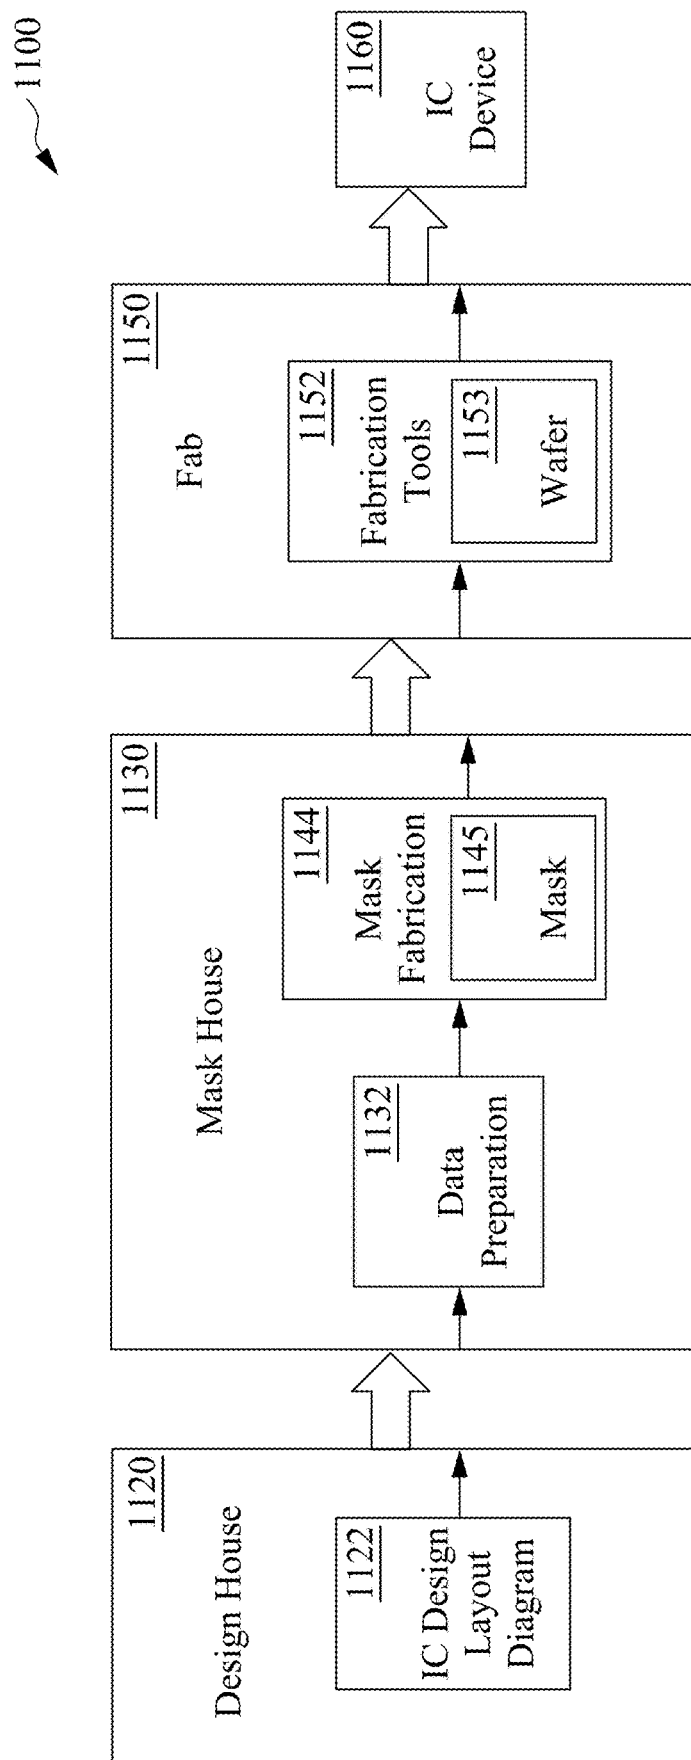 1100
Design House
1120
1122
IC Design
Layout
Diagram
Mask House
1130
1132
Data
Preparation
1144
Mask
Fabrication
1145
Mask
Fab
1150
1152
Fabrication
Tools
1153
Wafer
1160
IC
Device